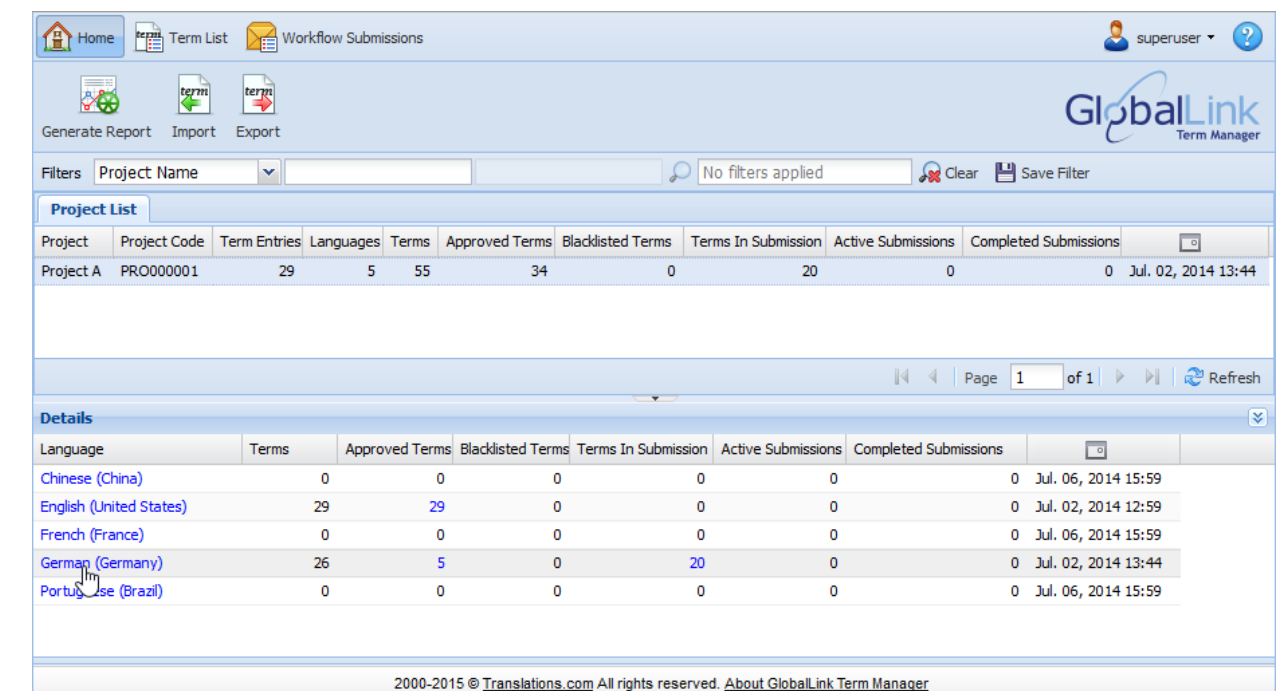 Home Term List Workflow Submissions superuser
Generate Report Import Export
GlobalLink
Term Manager
Filters Project Name No filters applied Clear Save Filter
Project List
Project Project Code Term Entries Languages Terms Approved Terms Blacklisted Terms Terms In Submission Active Submissions Completed Submissions
Project A PRO000001 29 5 55 34 0 20 0 0 Jul. 02, 2014 13:44
Page 1 of 1 Refresh
Details
Language Terms Approved Terms Blacklisted Terms Terms In Submission Active Submissions Completed Submissions
Chinese (China) 0 0 0 0 0 0 Jul. 06, 2014 15:59
English (United States) 29 29 0 0 0 0 Jul. 02, 2014 12:59
French (France) 0 0 0 0 0 0 Jul. 06, 2014 15:59
German (Germany) 26 5 0 20 0 0 Jul. 02, 2014 13:44
Portuguese (Brazil) 0 0 0 0 0 0 Jul. 06, 2014 15:59
2000-2015 © Translations.com All rights reserved. About GlobalLink Term Manager